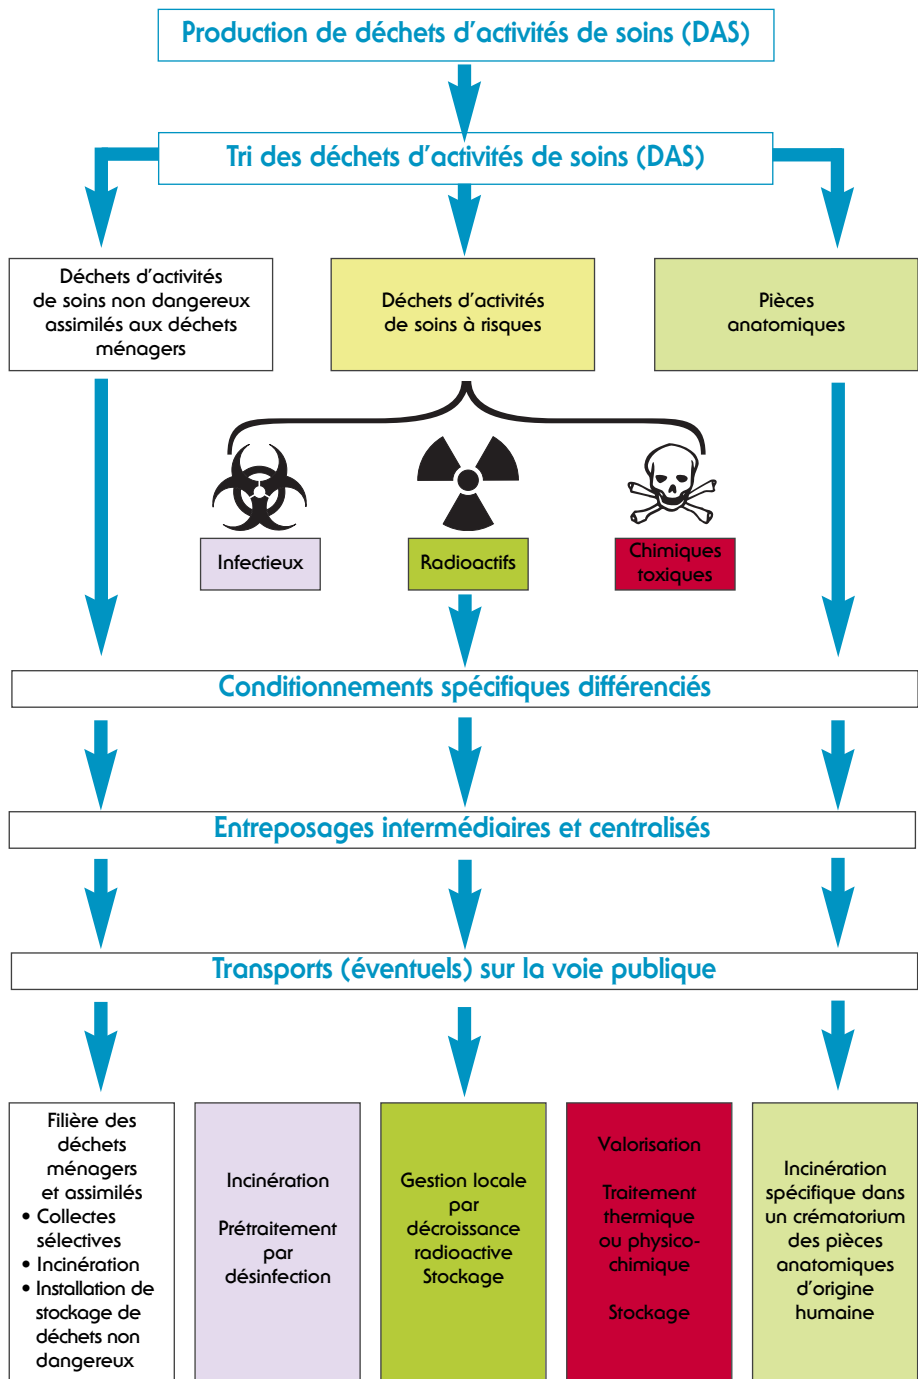 Production de déchets d'activités de soins (DAS)
Tri des déchets d'activités de soins (DAS)
Déchets d'activités
de soins non dangereux
assimilés aux déchets
ménagers
Déchets d'activités
de soins à risques
Pièces
anatomiques
Infectieux
Radioactifs
Chimiques
toxiques
Conditionnements spécifiques différenciés
Entreposages intermédiaires et centralisés
Transports (éventuels) sur la voie publique
Filière des
déchets
ménagers
et assimilés
• Collectes
sélectives
• Incinération
• Installation de
stockage de
déchets non
dangereux
Incinération
Prétraitement
par
désinfection
Gestion locale
par
décroissance
radioactive
Stockage
Valorisation
Traitement
thermique
ou physico-
chimique
Stockage
Incinération
spécifique dans
un crématorium
des pièces
anatomiques
d'origine
humaine